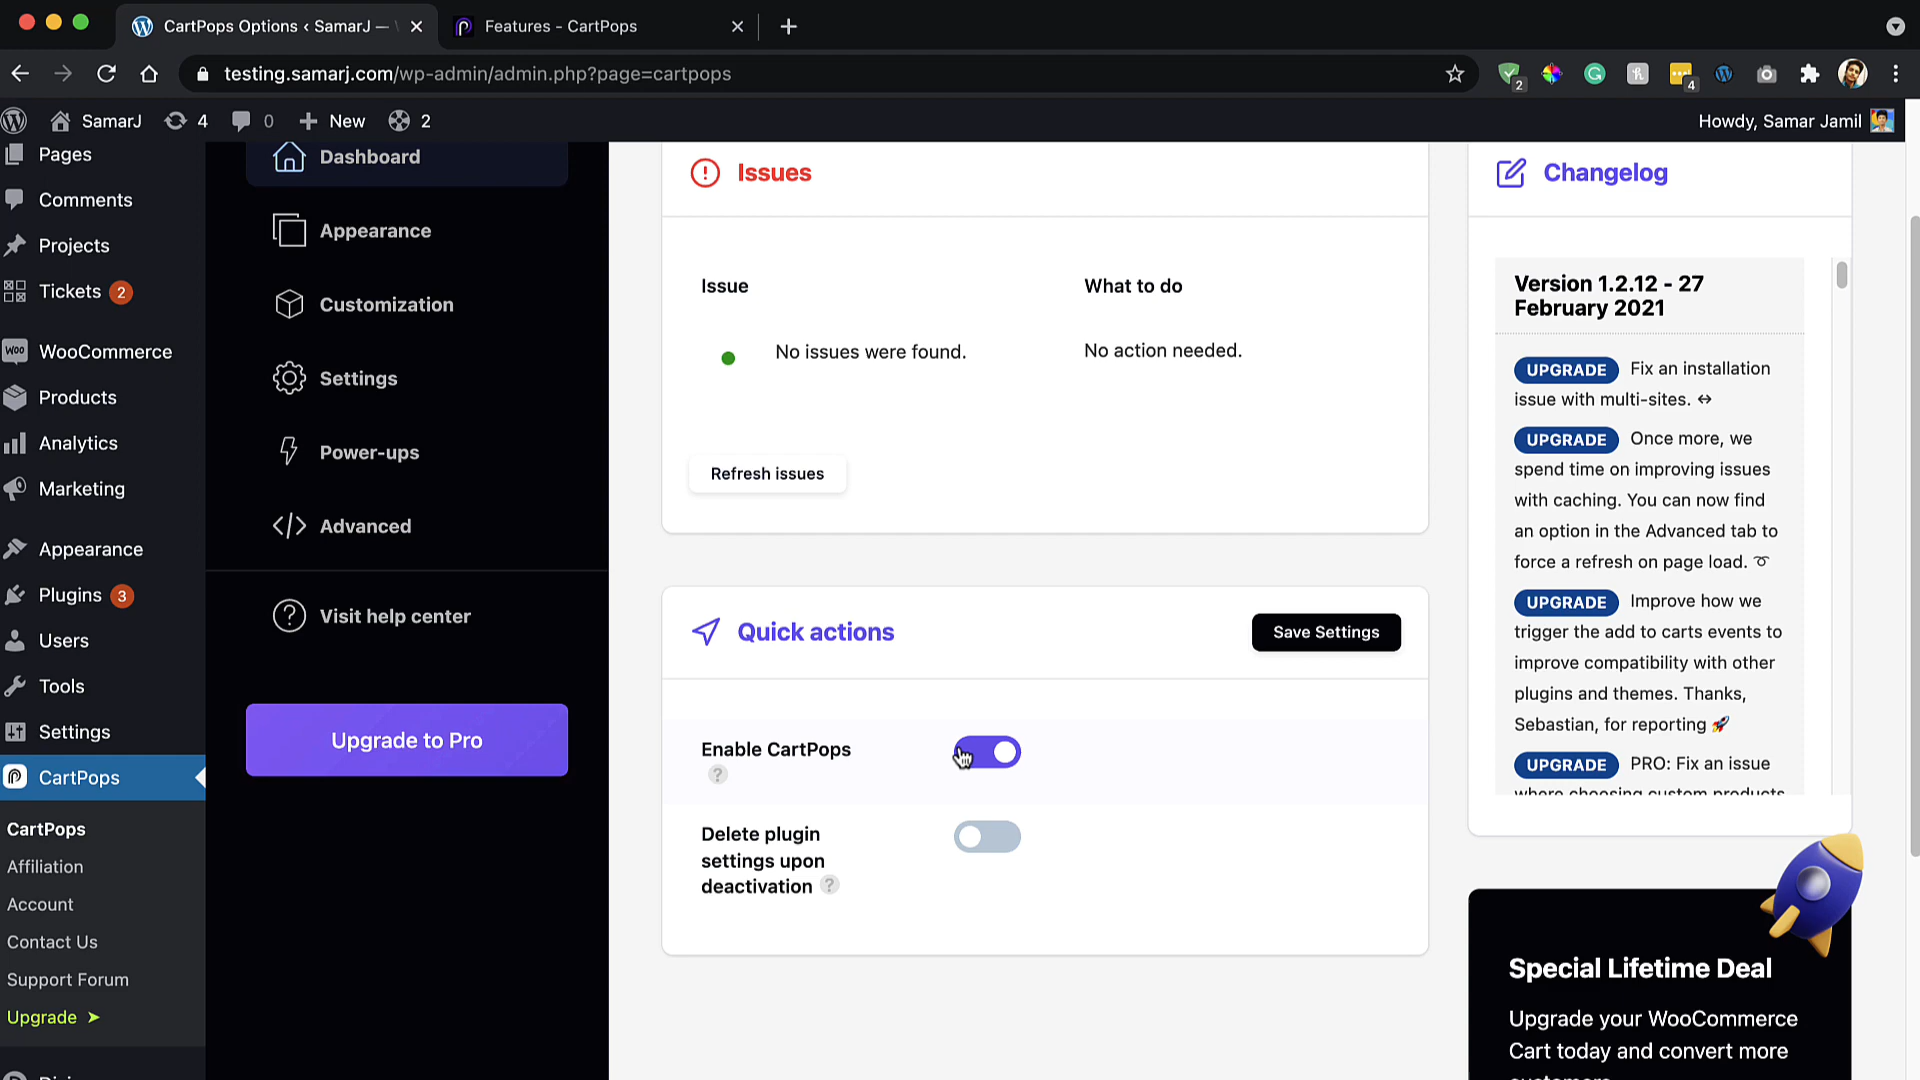 CartPops Options ‹ SamarJ —
Features - CartPops
testing.samarj.com/wp-admin/admin.php?page=cartpops
2
4
SamarJ
4
0
New
2
Howdy, Samar Jamil
Pages
Comments
Projects
Tickets 2
WooCommerce
Products
Analytics
Marketing
Appearance
Plugins 3
Users
Tools
Settings
CartPops
CartPops
Affiliation
Account
Contact Us
Support Forum
Upgrade ➤
Dashboard
Appearance
Customization
Settings
Power-ups
Advanced
Visit help center
Upgrade to Pro
Issues
Issue
What to do
No issues were found.
No action needed.
Refresh issues
Quick actions
Save Settings
Enable CartPops
?
Delete plugin
settings upon
deactivation ?
Changelog
Version 1.2.12 - 27
February 2021
UPGRADE Fix an installation
issue with multi-sites. ↔
UPGRADE Once more, we
spend time on improving issues
with caching. You can now find
an option in the Advanced tab to
force a refresh on page load. ➰
UPGRADE Improve how we
trigger the add to carts events to
improve compatibility with other
plugins and themes. Thanks,
Sebastian, for reporting 🚀
UPGRADE PRO: Fix an issue
where choosing custom products
Special Lifetime Deal
Upgrade your WooCommerce
Cart today and convert more